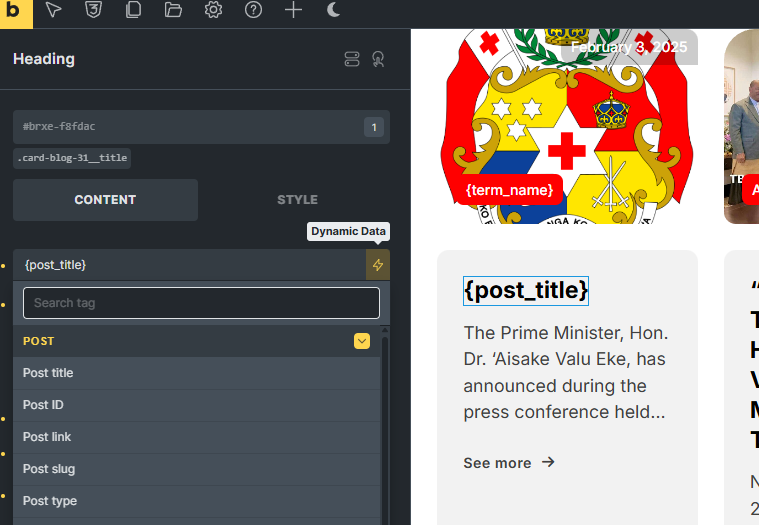 b
Heading
#brxe-f8fdac
1
.card-blog-31__title
CONTENT
STYLE
Dynamic Data
{post_title}
Search tag
POST
Post title
Post ID
Post link
Post slug
Post type
February 3, 2025
{term_name}
{post_title}
The Prime Minister, Hon.
Dr. ‘Aisake Valu Eke, has
announced during the
press conference held...
See more